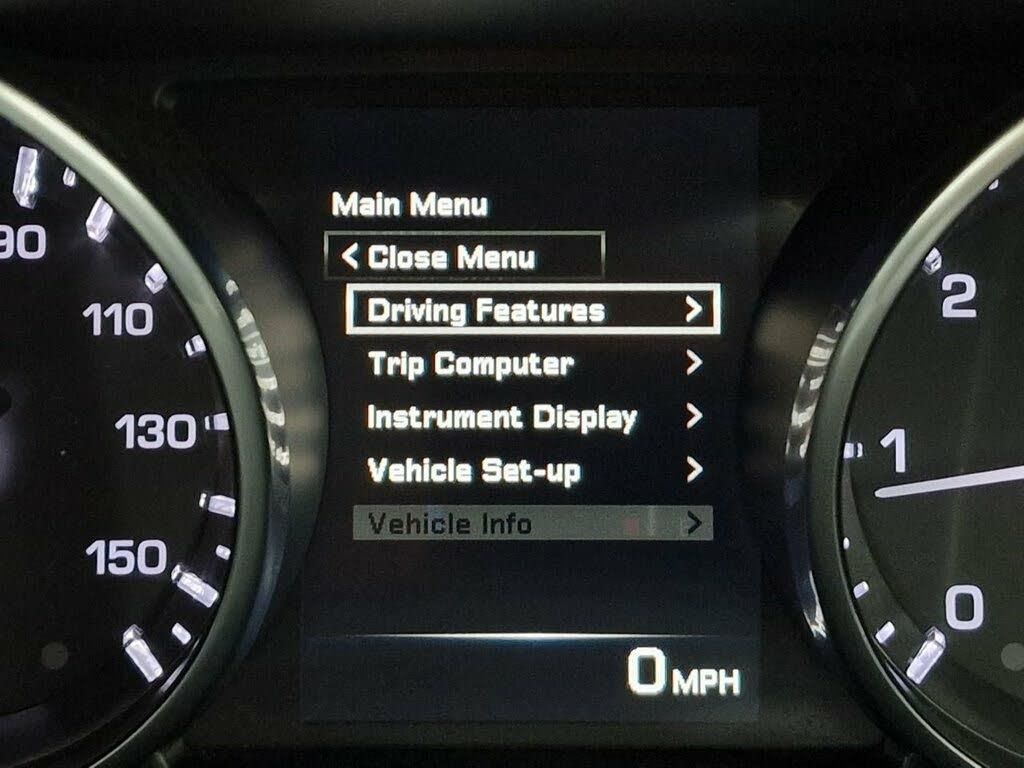 Main Menu
< Close Menu
Driving Features >
Trip Computer >
Instrument Display >
Vehicle Set-up >
Vehicle Info >
0 MPH
90
110
130
150
2
1
0